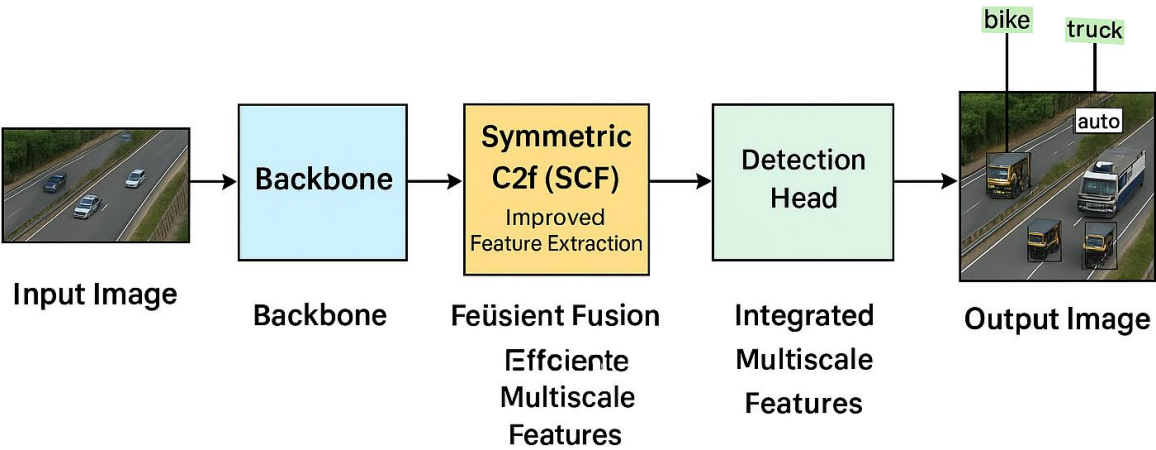 bike
truck
auto
Backbone
Symmetric
C2f (SCF)
Improved
Feature Extraction
Detection
Head
Input Image
Backbone
Feüsient Fusion
Effciente
Multiscale
Features
Integrated
Multiscale
Features
Output Image